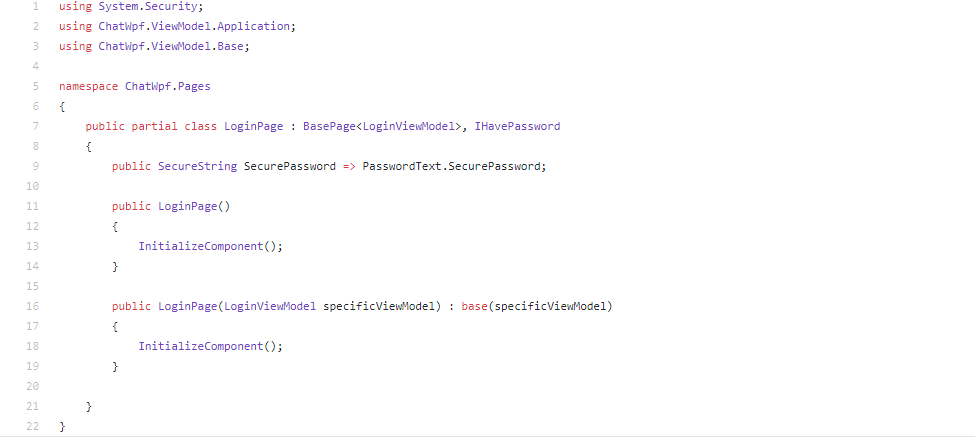 1 using System.Security;
2 using ChatWpf.ViewModel.Application;
3 using ChatWpf.ViewModel.Base;
4
5 namespace ChatWpf.Pages
6 {
7     public partial class LoginPage : BasePage<LoginViewModel>, IHavePassword
8     {
9         public SecureString SecurePassword => PasswordText.SecurePassword;
10
11         public LoginPage()
12         {
13             InitializeComponent();
14         }
15
16         public LoginPage(LoginViewModel specificViewModel) : base(specificViewModel)
17         {
18             InitializeComponent();
19         }
20
21     }
22 }